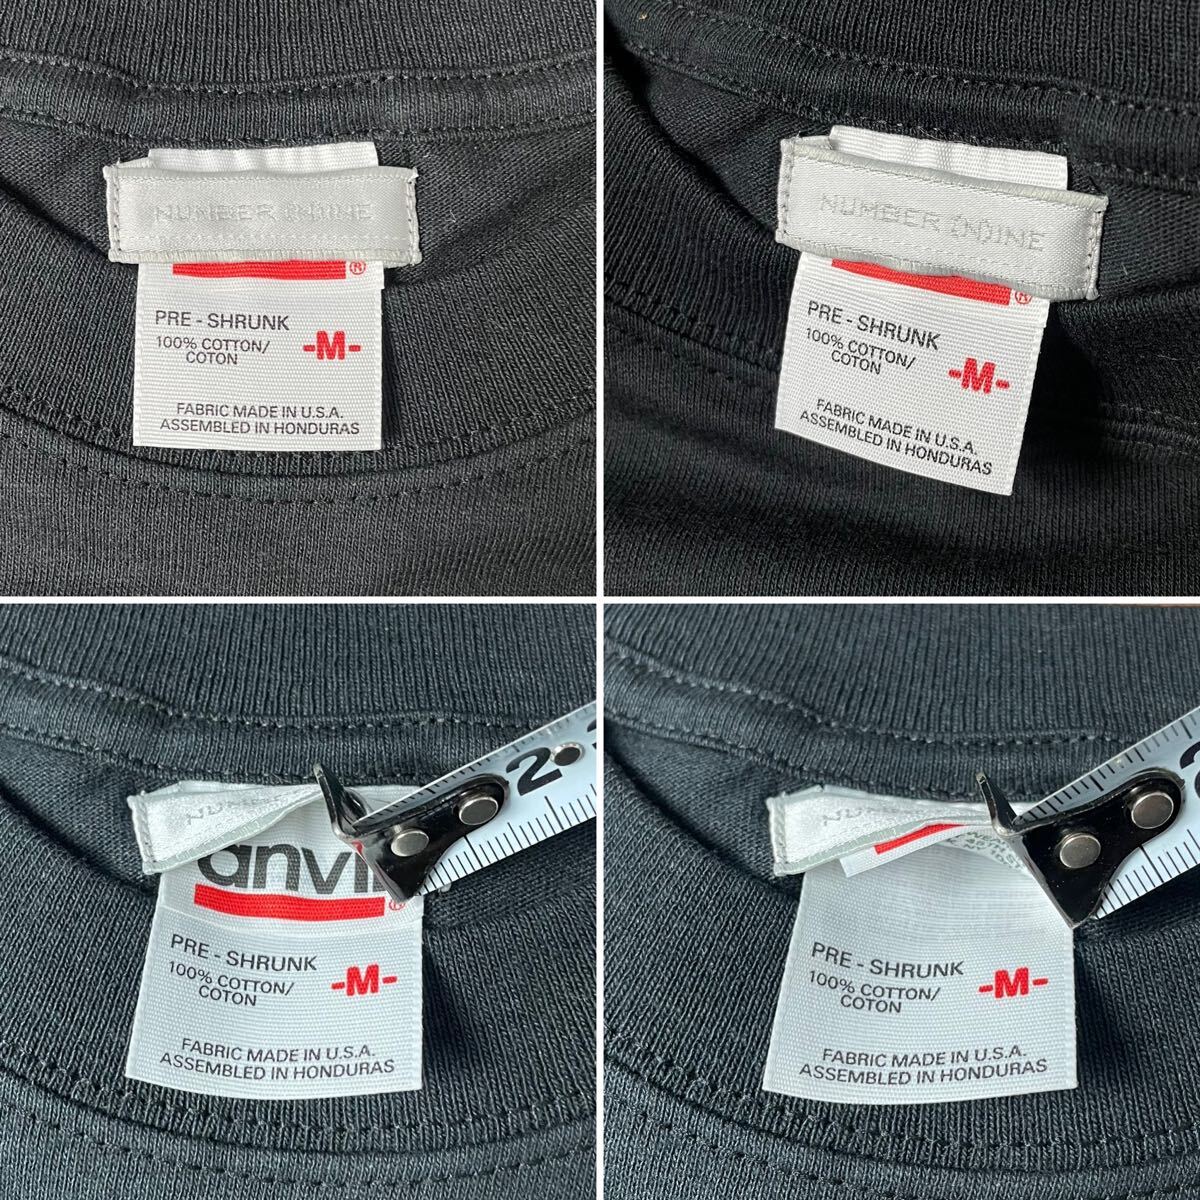 NUMBER (N)INE
®
PRE - SHRUNK
100% COTTON/
COTON
-M-
FABRIC MADE IN U.S.A.
ASSEMBLED IN HONDURAS
NUMBER (N)INE
®
PRE - SHRUNK
100% COTTON/
COTON
-M-
FABRIC MADE IN U.S.A.
ASSEMBLED IN HONDURAS
2
anvil
®
PRE - SHRUNK
100% COTTON/
COTON
-M-
FABRIC MADE IN U.S.A.
ASSEMBLED IN HONDURAS
2
PRE - SHRUNK
100% COTTON/
COTON
-M-
FABRIC MADE IN U.S.A.
ASSEMBLED IN HONDURAS